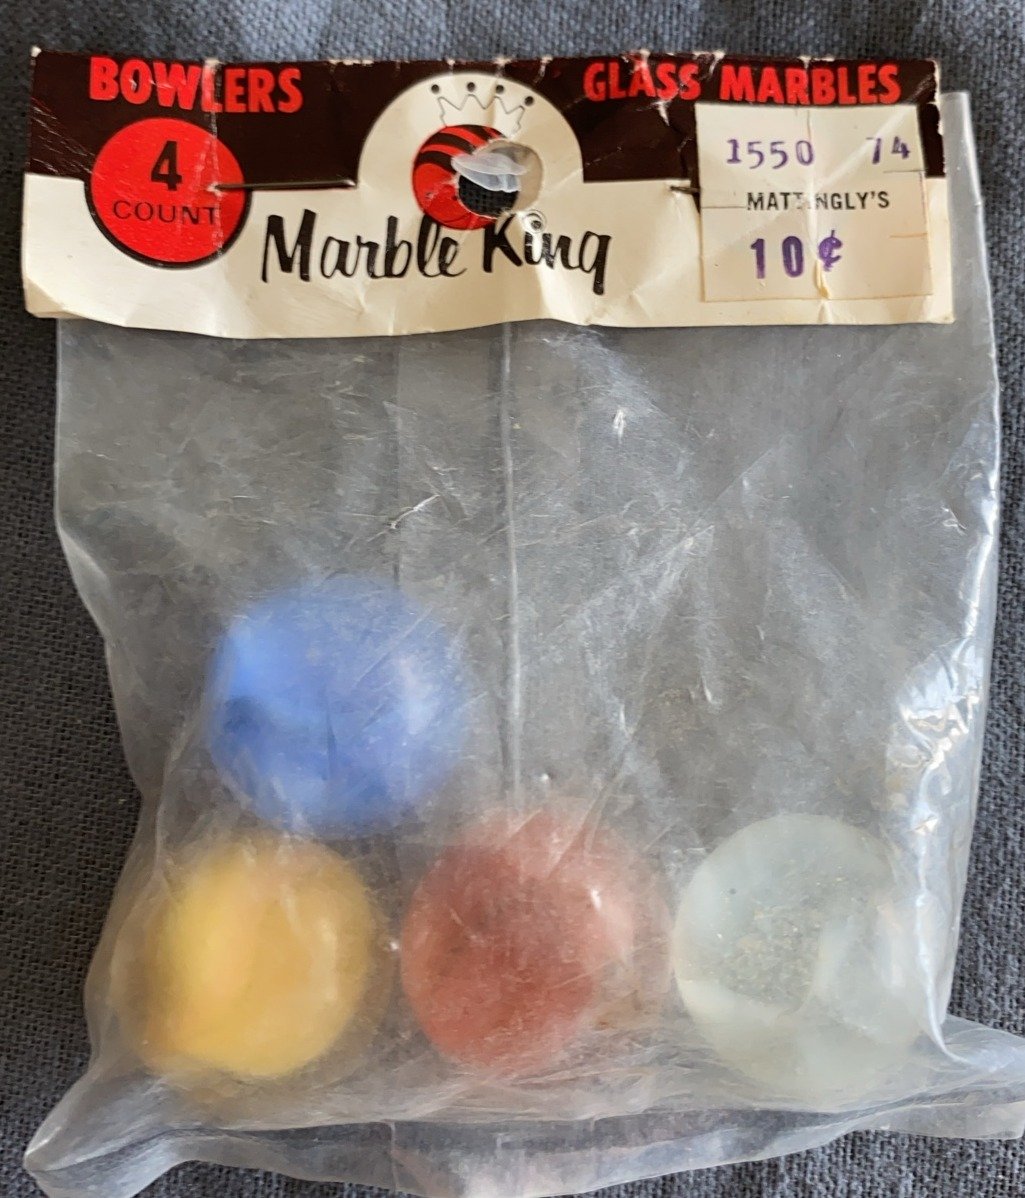 BOWLERS
GLASS MARBLES
4
COUNT
Marble King
1550 74
MATTINGLY'S
10¢